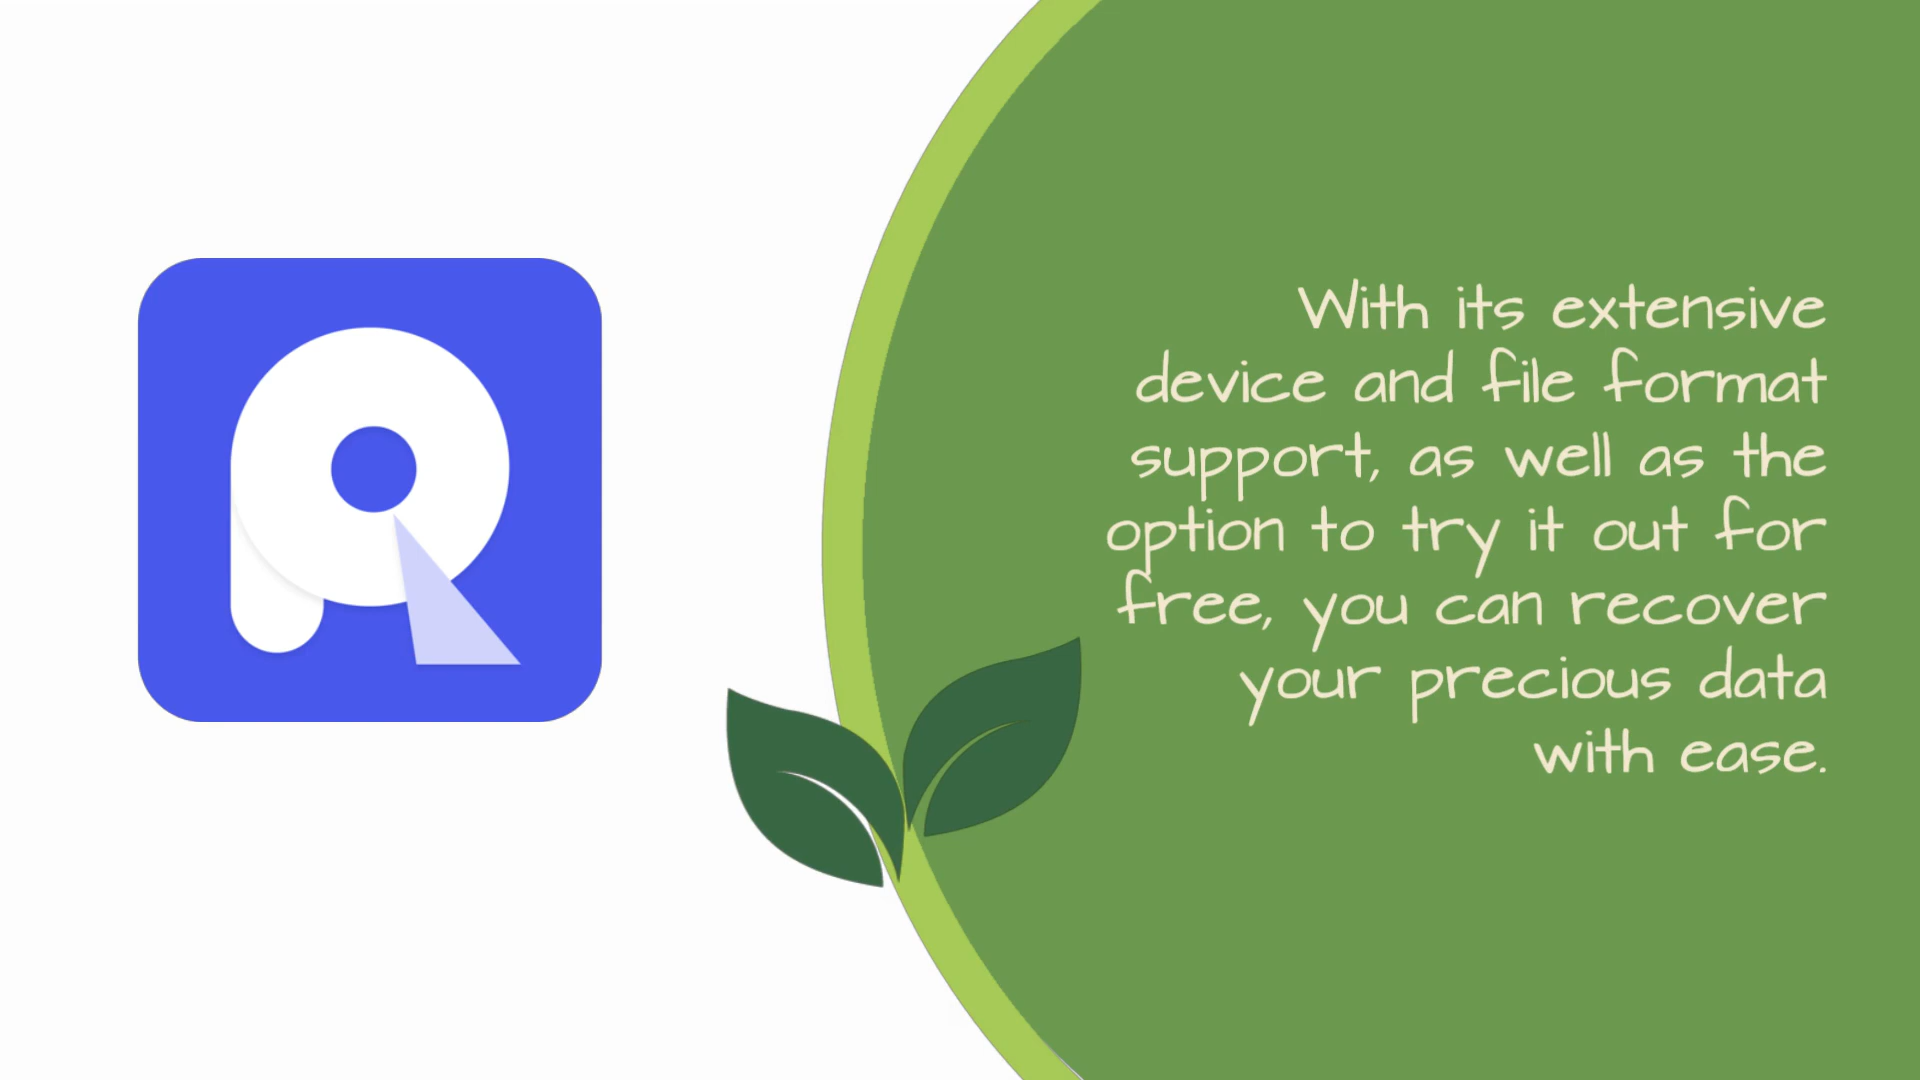 With its extensive
device and file format
support, as well as the
option to try it out for
free, you can recover
your precious data
with ease.